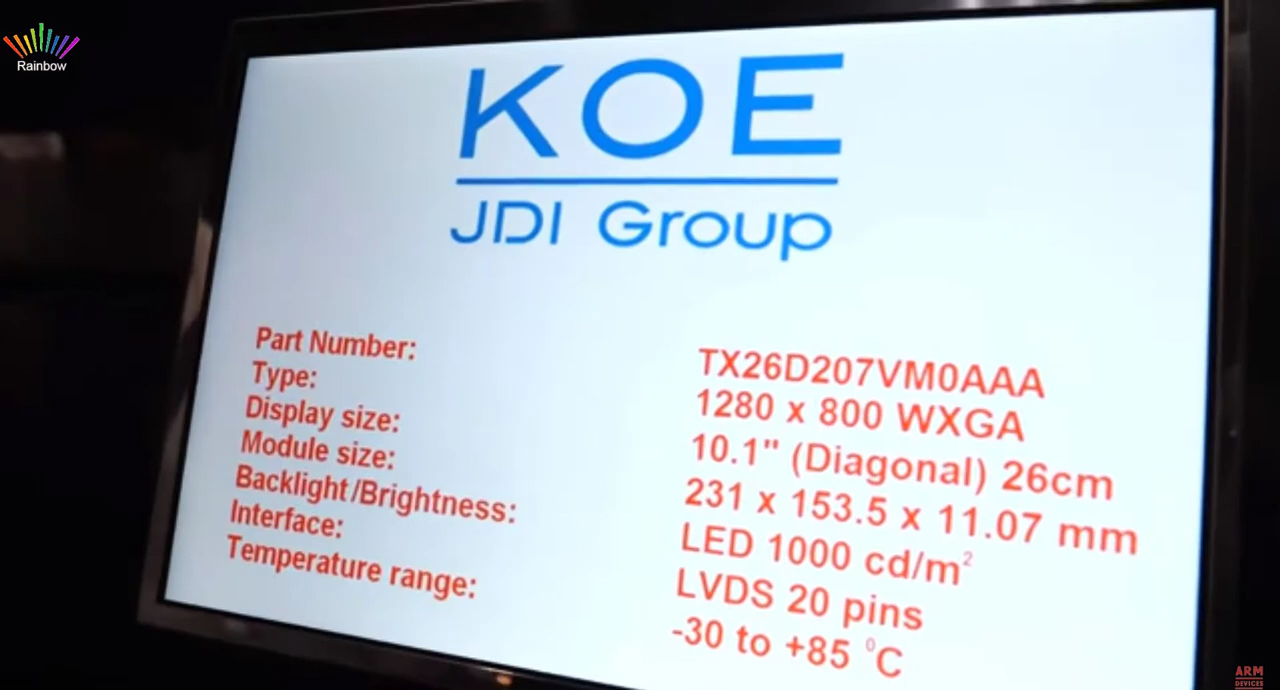 Rainbow
KOE
JDI Group
Part Number: TX26D207VM0AAA
Type: 1280 x 800 WXGA
Display size: 10.1" (Diagonal) 26cm
Module size: 231 x 153.5 x 11.07 mm
Backlight/Brightness: LED 1000 cd/m²
Interface: LVDS 20 pins
Temperature range: -30 to +85 ⁰C
ARM
DEVICES